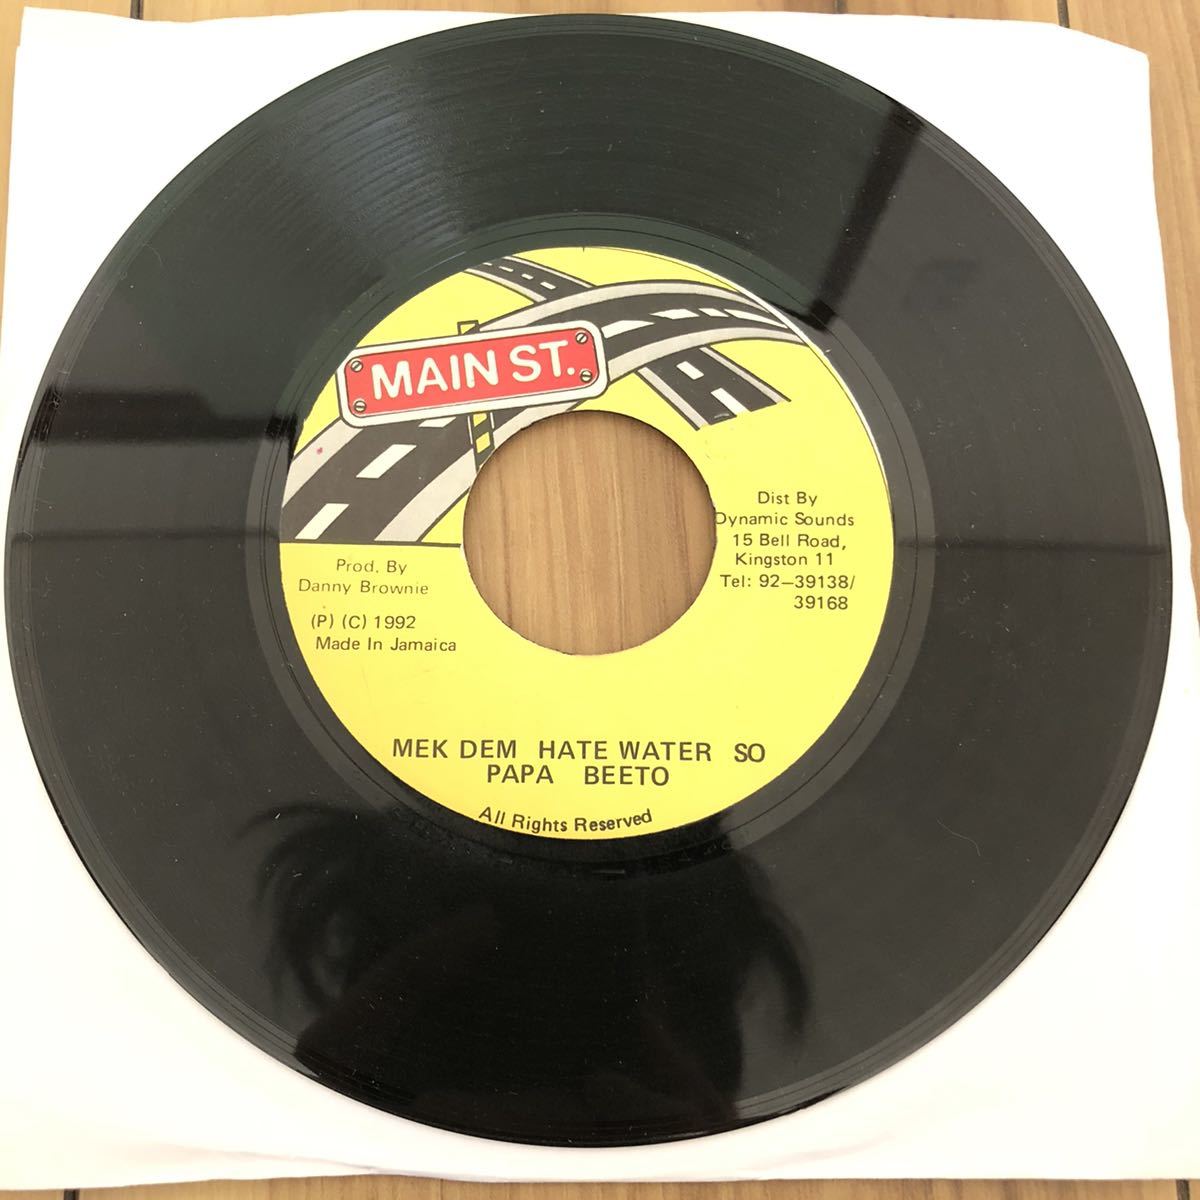 MAIN ST.
Prod. By
Danny Brownie
(P) (C) 1992
Made In Jamaica
Dist By
Dynamic Sounds
15 Bell Road,
Kingston 11
Tel: 92–39138/
39168
MEK DEM HATE WATER SO
PAPA BEETO
All Rights Reserved